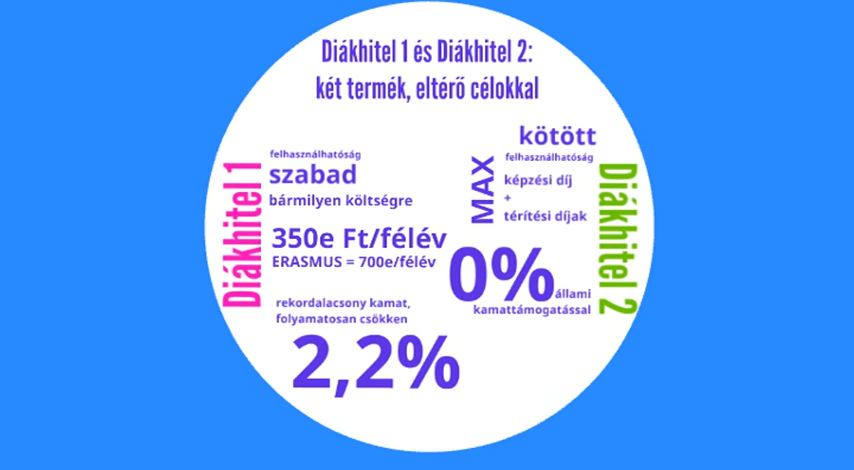 Diákhitel 1 és Diákhitel 2:
két termék, eltérő célokkal
Diákhitel 1
felhasználhatóság
szabad
bármilyen költségre
350e Ft/félév
ERASMUS = 700e/félév
rekordalacsony kamat,
folyamatosan csökken
2,2%
kötött
felhasználhatóság
MAX
képzési díj
+
térítési díjak
0%
állami
kamattámogatással
Diákhitel 2